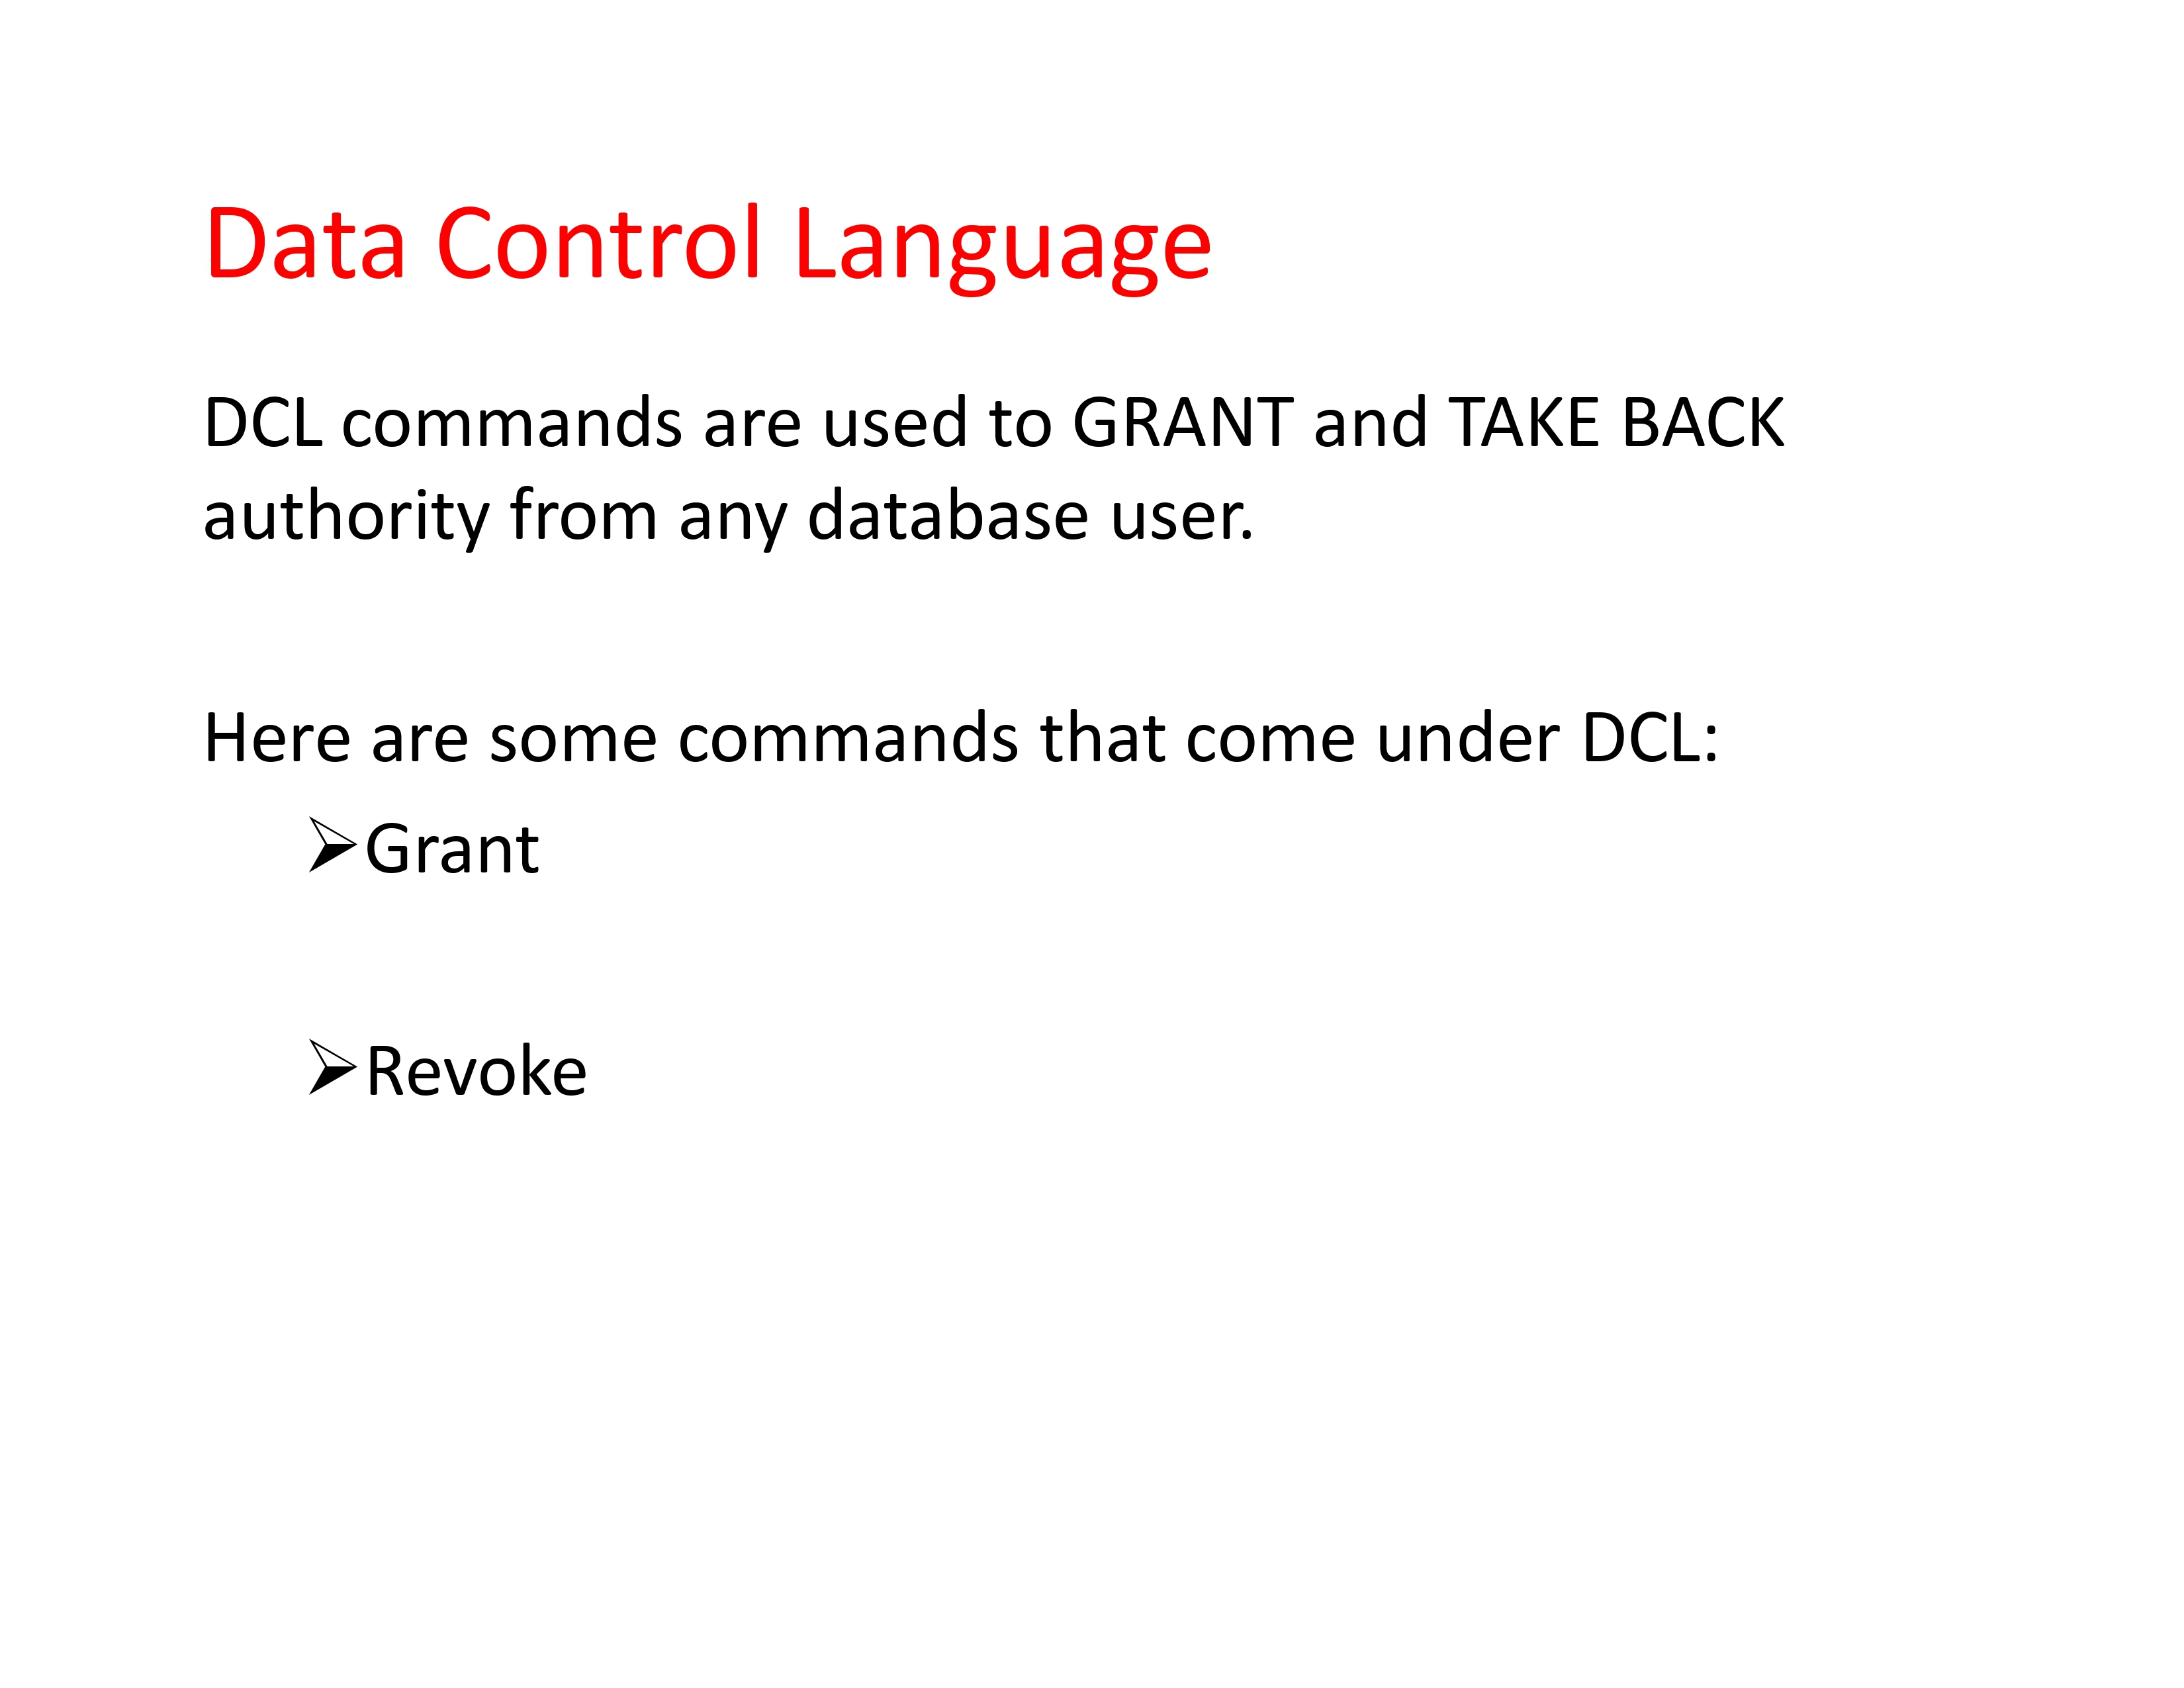 Data Control Language
DCL commands are used to GRANT and TAKE BACK
authority from any database user.
Here are some commands that come under DCL:
➢Grant
➢Revoke